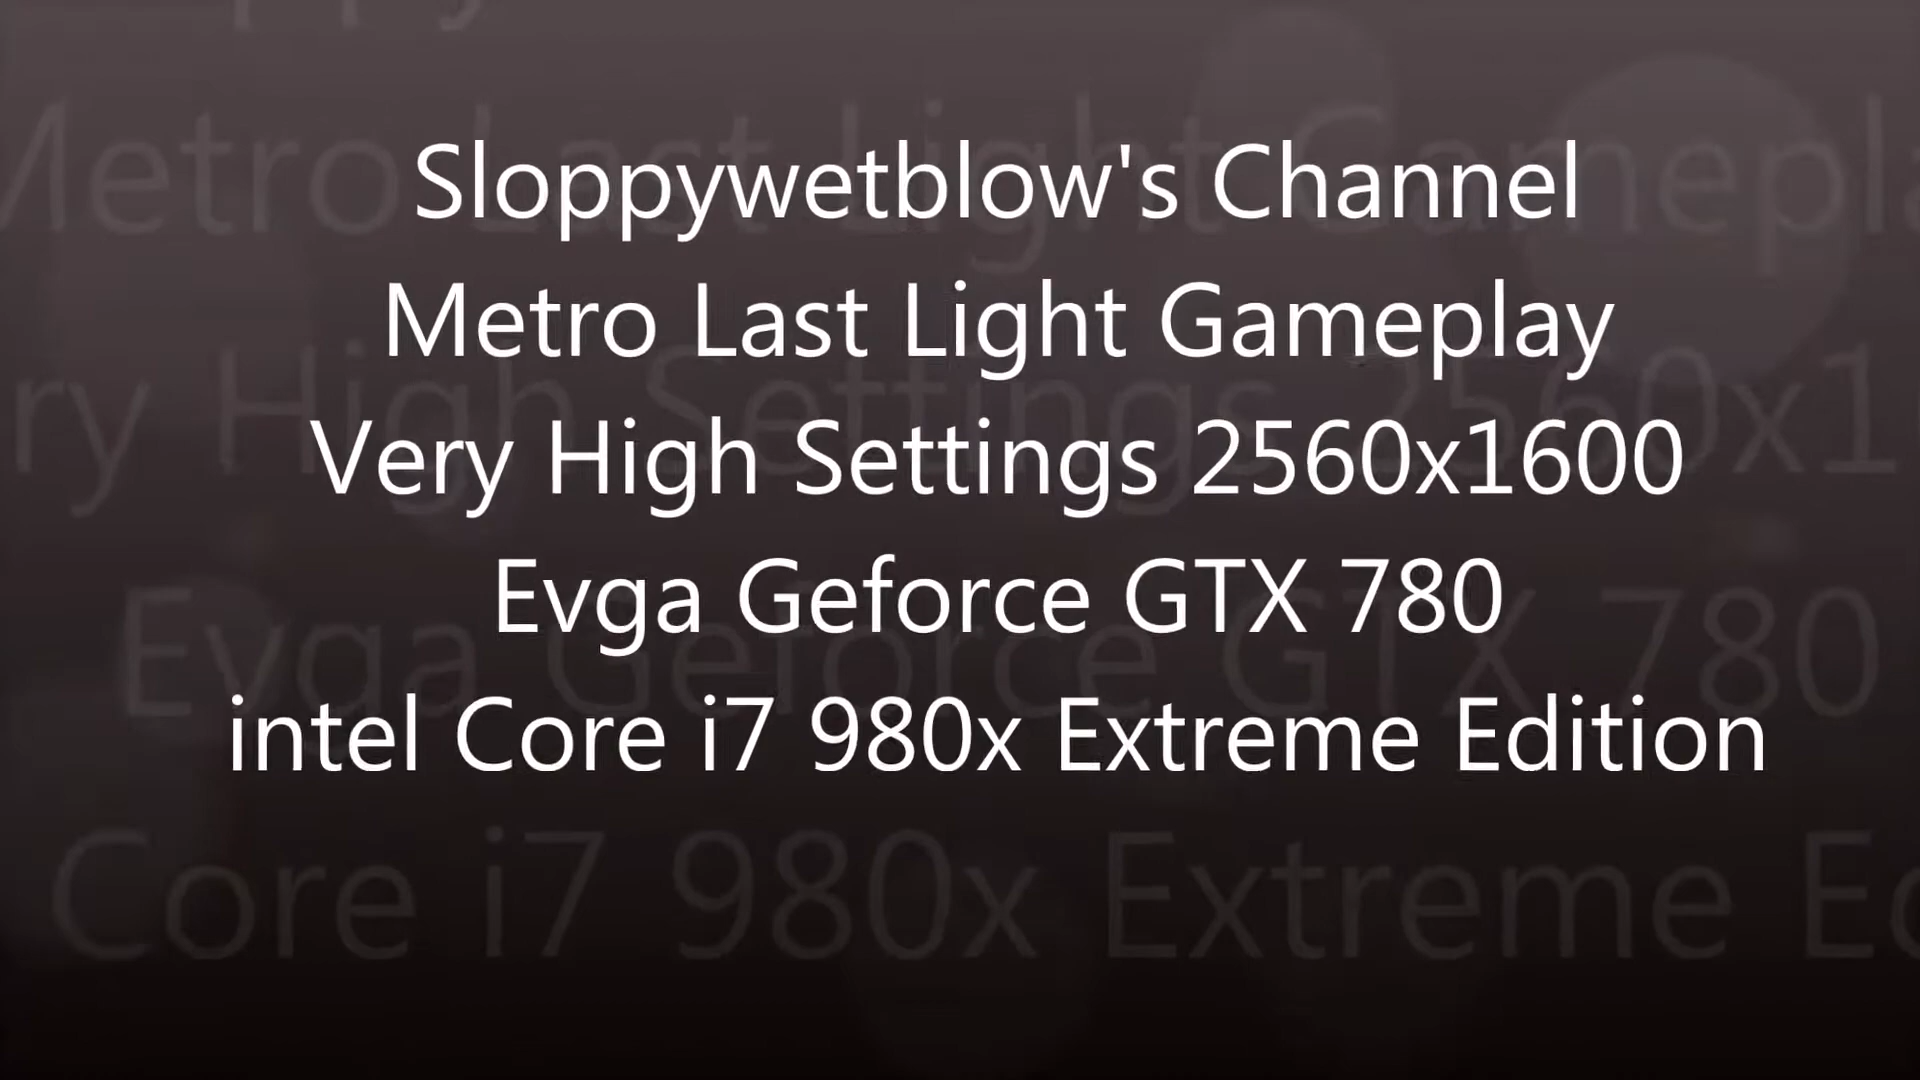 Sloppywetblow's Channel
Metro Last Light Gameplay
Very High Settings 2560x1600
Evga Geforce GTX 780
intel Core i7 980x Extreme Edition